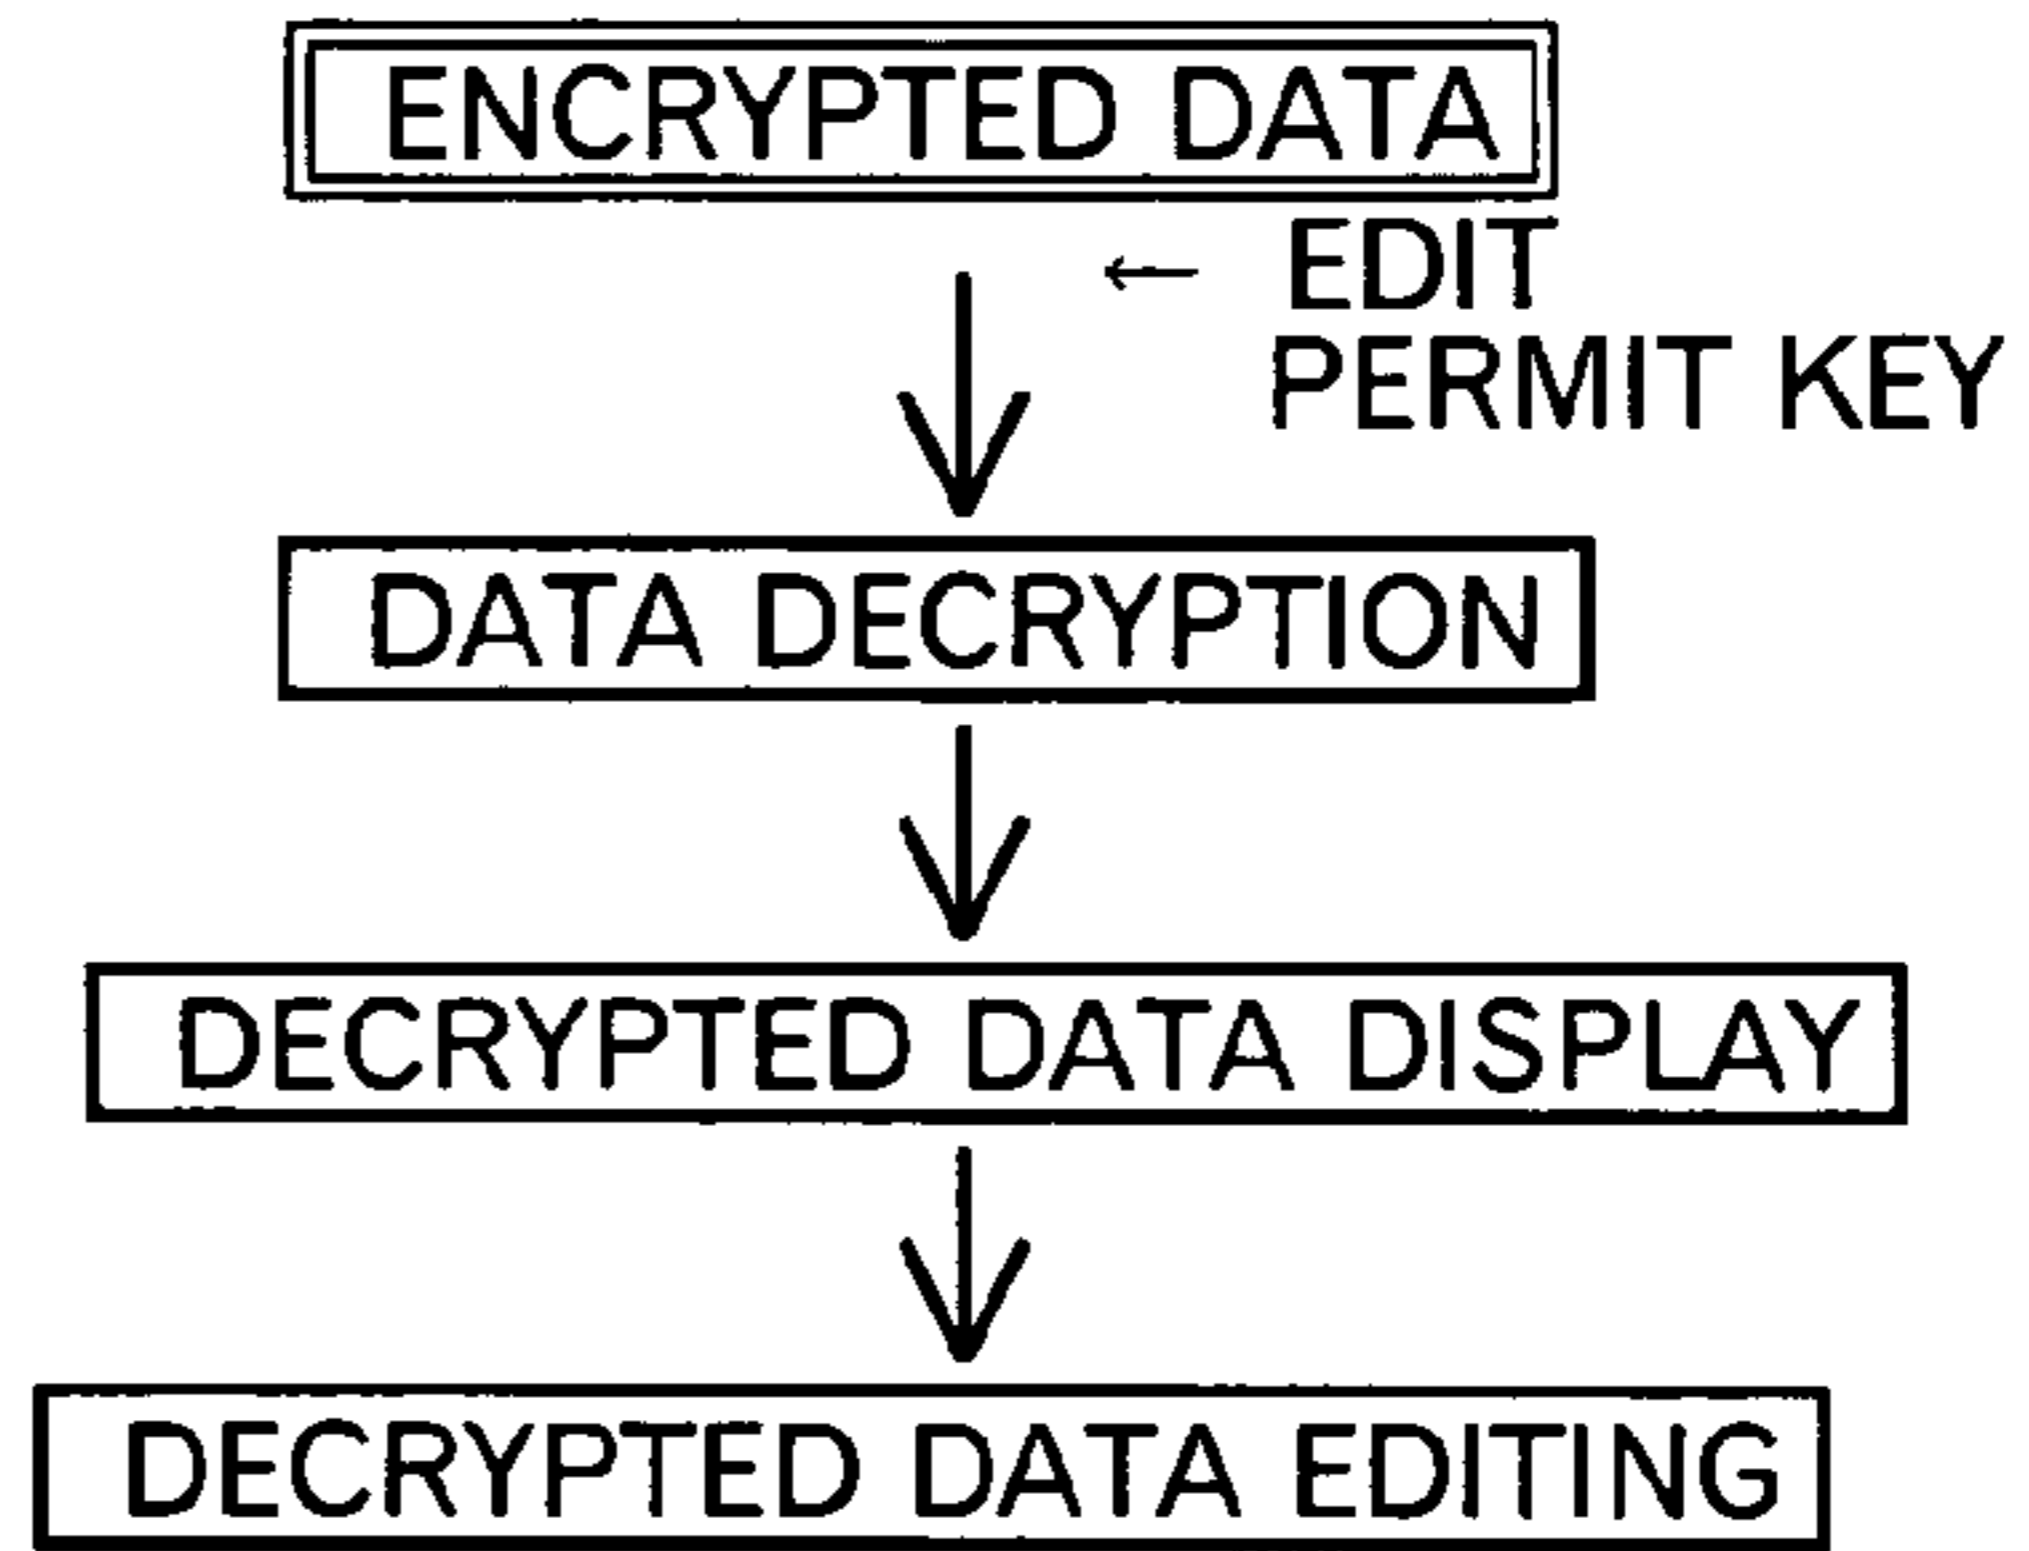 ENCRYPTED DATA
← EDIT
PERMIT KEY
DATA DECRYPTION
DECRYPTED DATA DISPLAY
DECRYPTED DATA EDITING